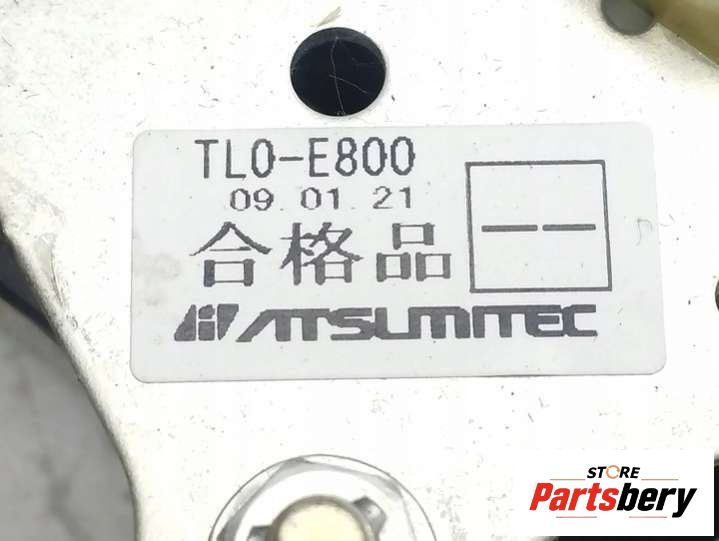 TL0-E800
09.01.21
合格品
ATSUMITEC
STORE
Partsbery